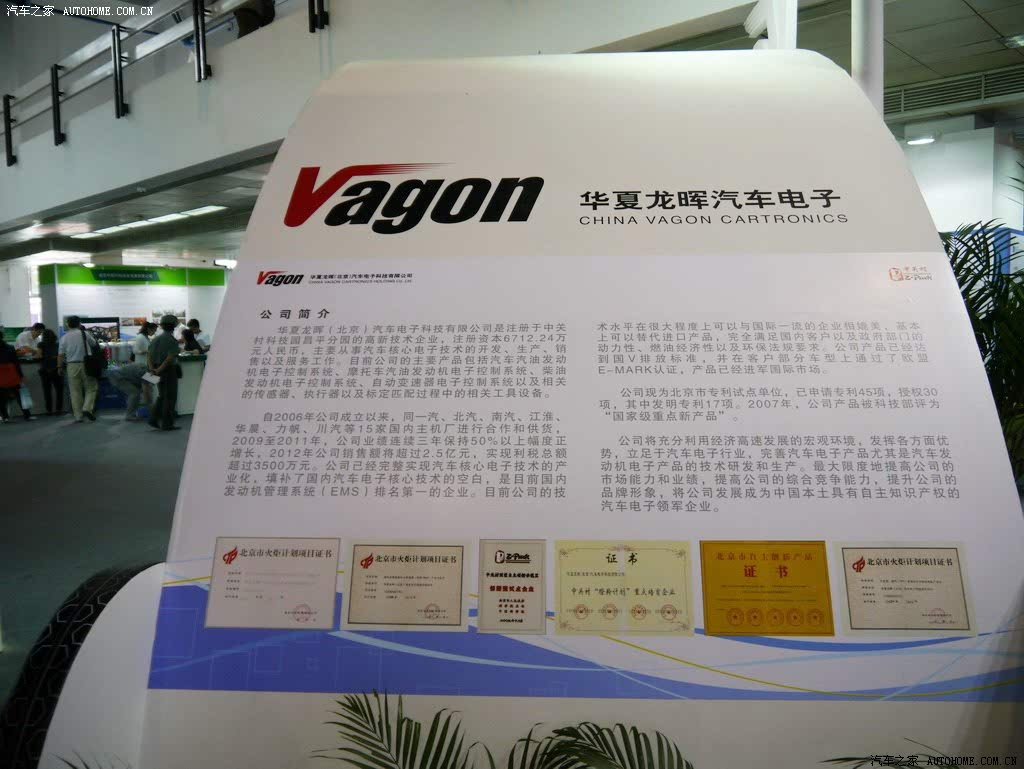 汽车之家 AUTOHOME.COM.CN
Vagon
华夏龙晖汽车电子
CHINA VAGON CARTRONICS
Vagon
华夏龙晖(北京)汽车电子科技有限公司
CHINA VAGON CARTRONICS HOLDING Co. Ltd
中关村
Z-Park
公司简介
华夏龙晖（北京）汽车电子科技有限公司是注册于中关
村科技园昌平分园的高新技术企业，注册资本6712.24万
元人民币，主要从事汽车核心电子技术的开发、生产、销
售以及服务工作。目前公司的主要产品包括汽车汽油发动
机电子控制系统、摩托车汽油发动机电子控制系统、柴油
发动机电子控制系统、自动变速器电子控制系统以及相关
的传感器、执行器以及标定匹配过程中的相关工具设备。
自2006年公司成立以来，同一汽、北汽、南汽、江淮、
华晨、力帆、川汽等15家国内主机厂进行合作和供货，
2009至2011年，公司业绩连续三年保持50%以上幅度正
增长，2012年公司销售额将超过2.5亿元，实现利税总额
超过3500万元。公司已经完整实现汽车核心电子技术的产
业化，填补了国内汽车电子核心技术的空白，是目前国内
发动机管理系统（EMS）排名第一的企业。目前公司的技
术水平在很大程度上可以与国际一流的企业相媲美，基本
上可以替代进口产品，完全满足国内客户以及政府部门的
动力性、燃油经济性以及环保法规要求。公司产品已经达
到国V排放标准，并在客户部分车型上通过了欧盟
E-MARK认证，产品已经进军国际市场。
公司现为北京市专利试点单位，已申请专利45项，授权30
项，其中发明专利17项。2007年，公司产品被科技部评为
“国家级重点新产品”。
公司将充分利用经济高速发展的宏观环境，发挥各方面优
势，立足于汽车电子行业，完善汽车电子产品尤其是汽车发
动机电子产品的技术研发和生产。最大限度地提高公司的
市场能力和业绩，提高公司的综合竞争能力，提升公司的
品牌形象，将公司发展成为中国本土具有自主知识产权的
汽车电子领军企业。
北京市火炬计划项目证书
北京市火炬计划项目证书
Z-Park
证书
中关村“瞪羚计划”重点培育企业
北京市自主创新产品
证书
北京市火炬计划项目证书
汽车之家 AUTOHOME.COM.CN